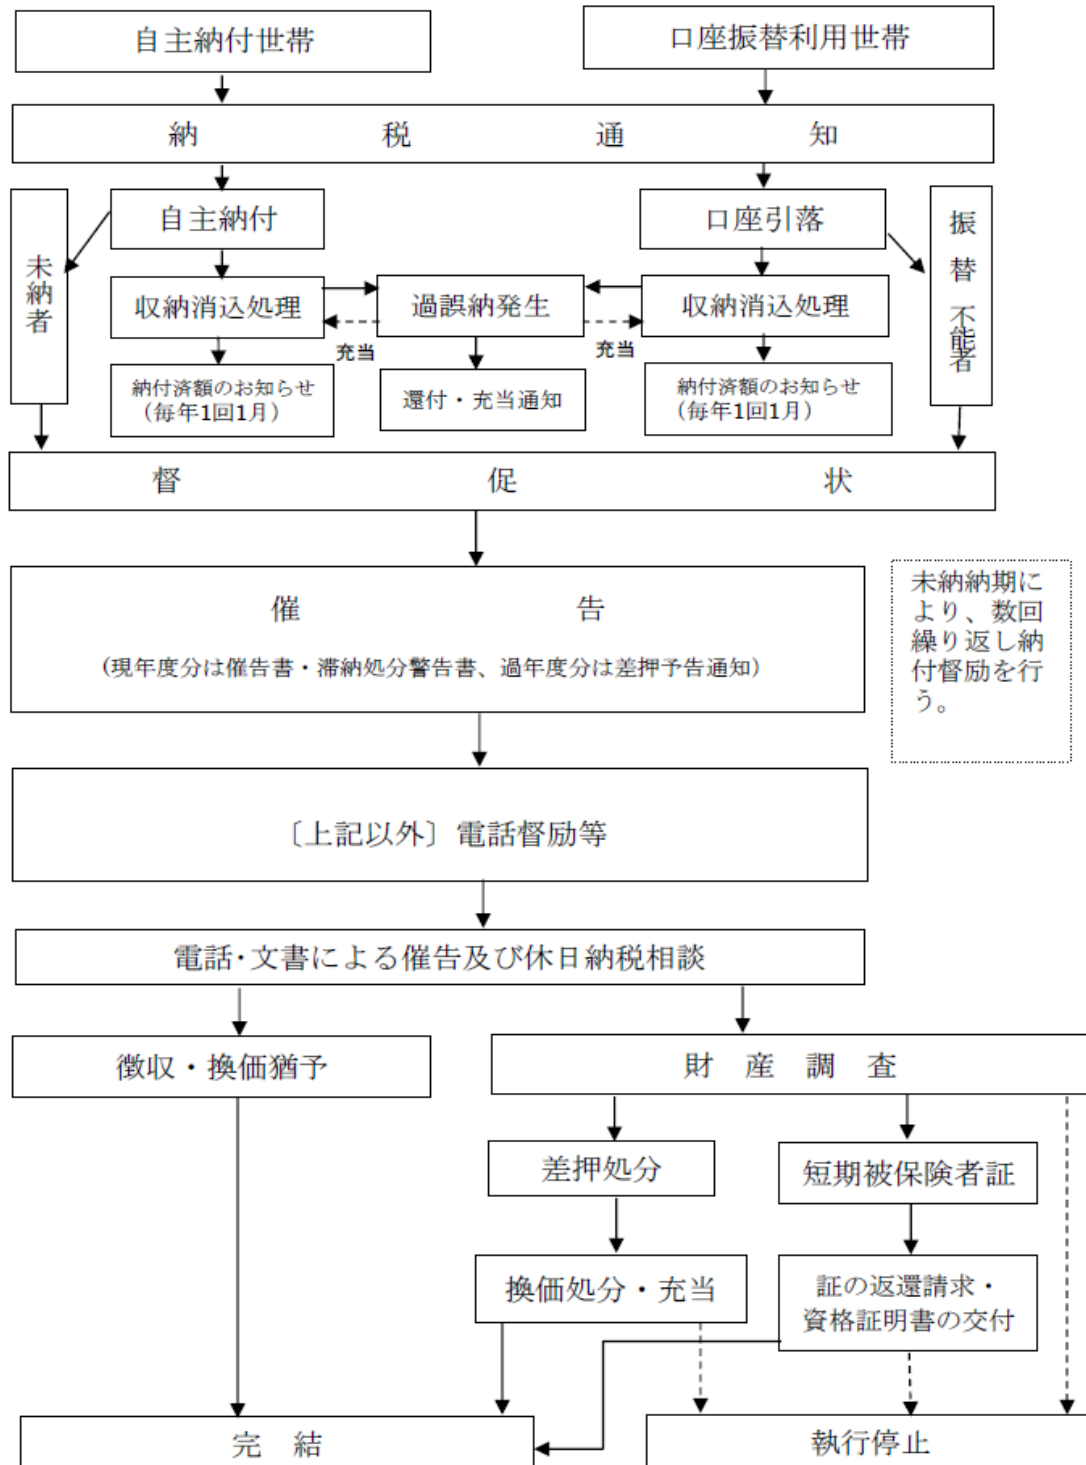 自主納付世帯
口座振替利用世帯
納税通知
未納者
自主納付
口座引落
振替不能者
収納消込処理
過誤納発生
収納消込処理
充当
充当
納付済額のお知らせ
（毎年1回1月）
還付・充当通知
納付済額のお知らせ
（毎年1回1月）
督促状
催告
(現年度分は催告書・滞納処分警告書、過年度分は差押予告通知)
未納納期に
より、数回
繰り返し納
付督励を行
う。
〔上記以外〕電話督励等
電話・文書による催告及び休日納税相談
徴収・換価猶予
財産調査
差押処分
短期被保険者証
換価処分・充当
証の返還請求・
資格証明書の交付
完結
執行停止